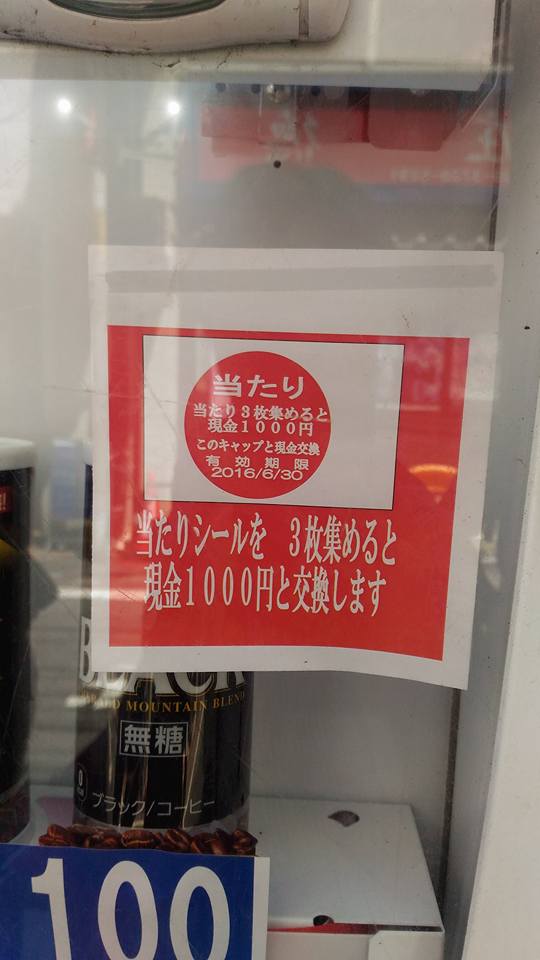 当たり
当たり3枚集めると
現金1000円
このキャップと現金交換
有効期限
2016/6/30
当たりシールを 3枚集めると
現金1000円と交換します
BLACK
MOUNTAIN BLEND
無糖
ブラック/コーヒー
100